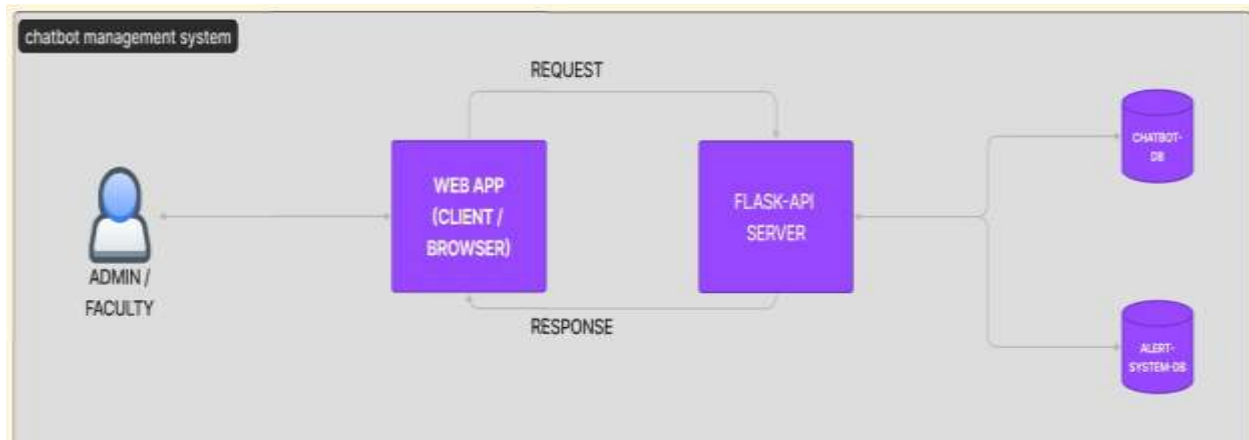 chatbot management system
REQUEST
WEB APP
(CLIENT /
BROWSER)
FLASK-API
SERVER
CHATBOT-
DB
ADMIN /
FACULTY
RESPONSE
ALERT-
SYSTEM-DB